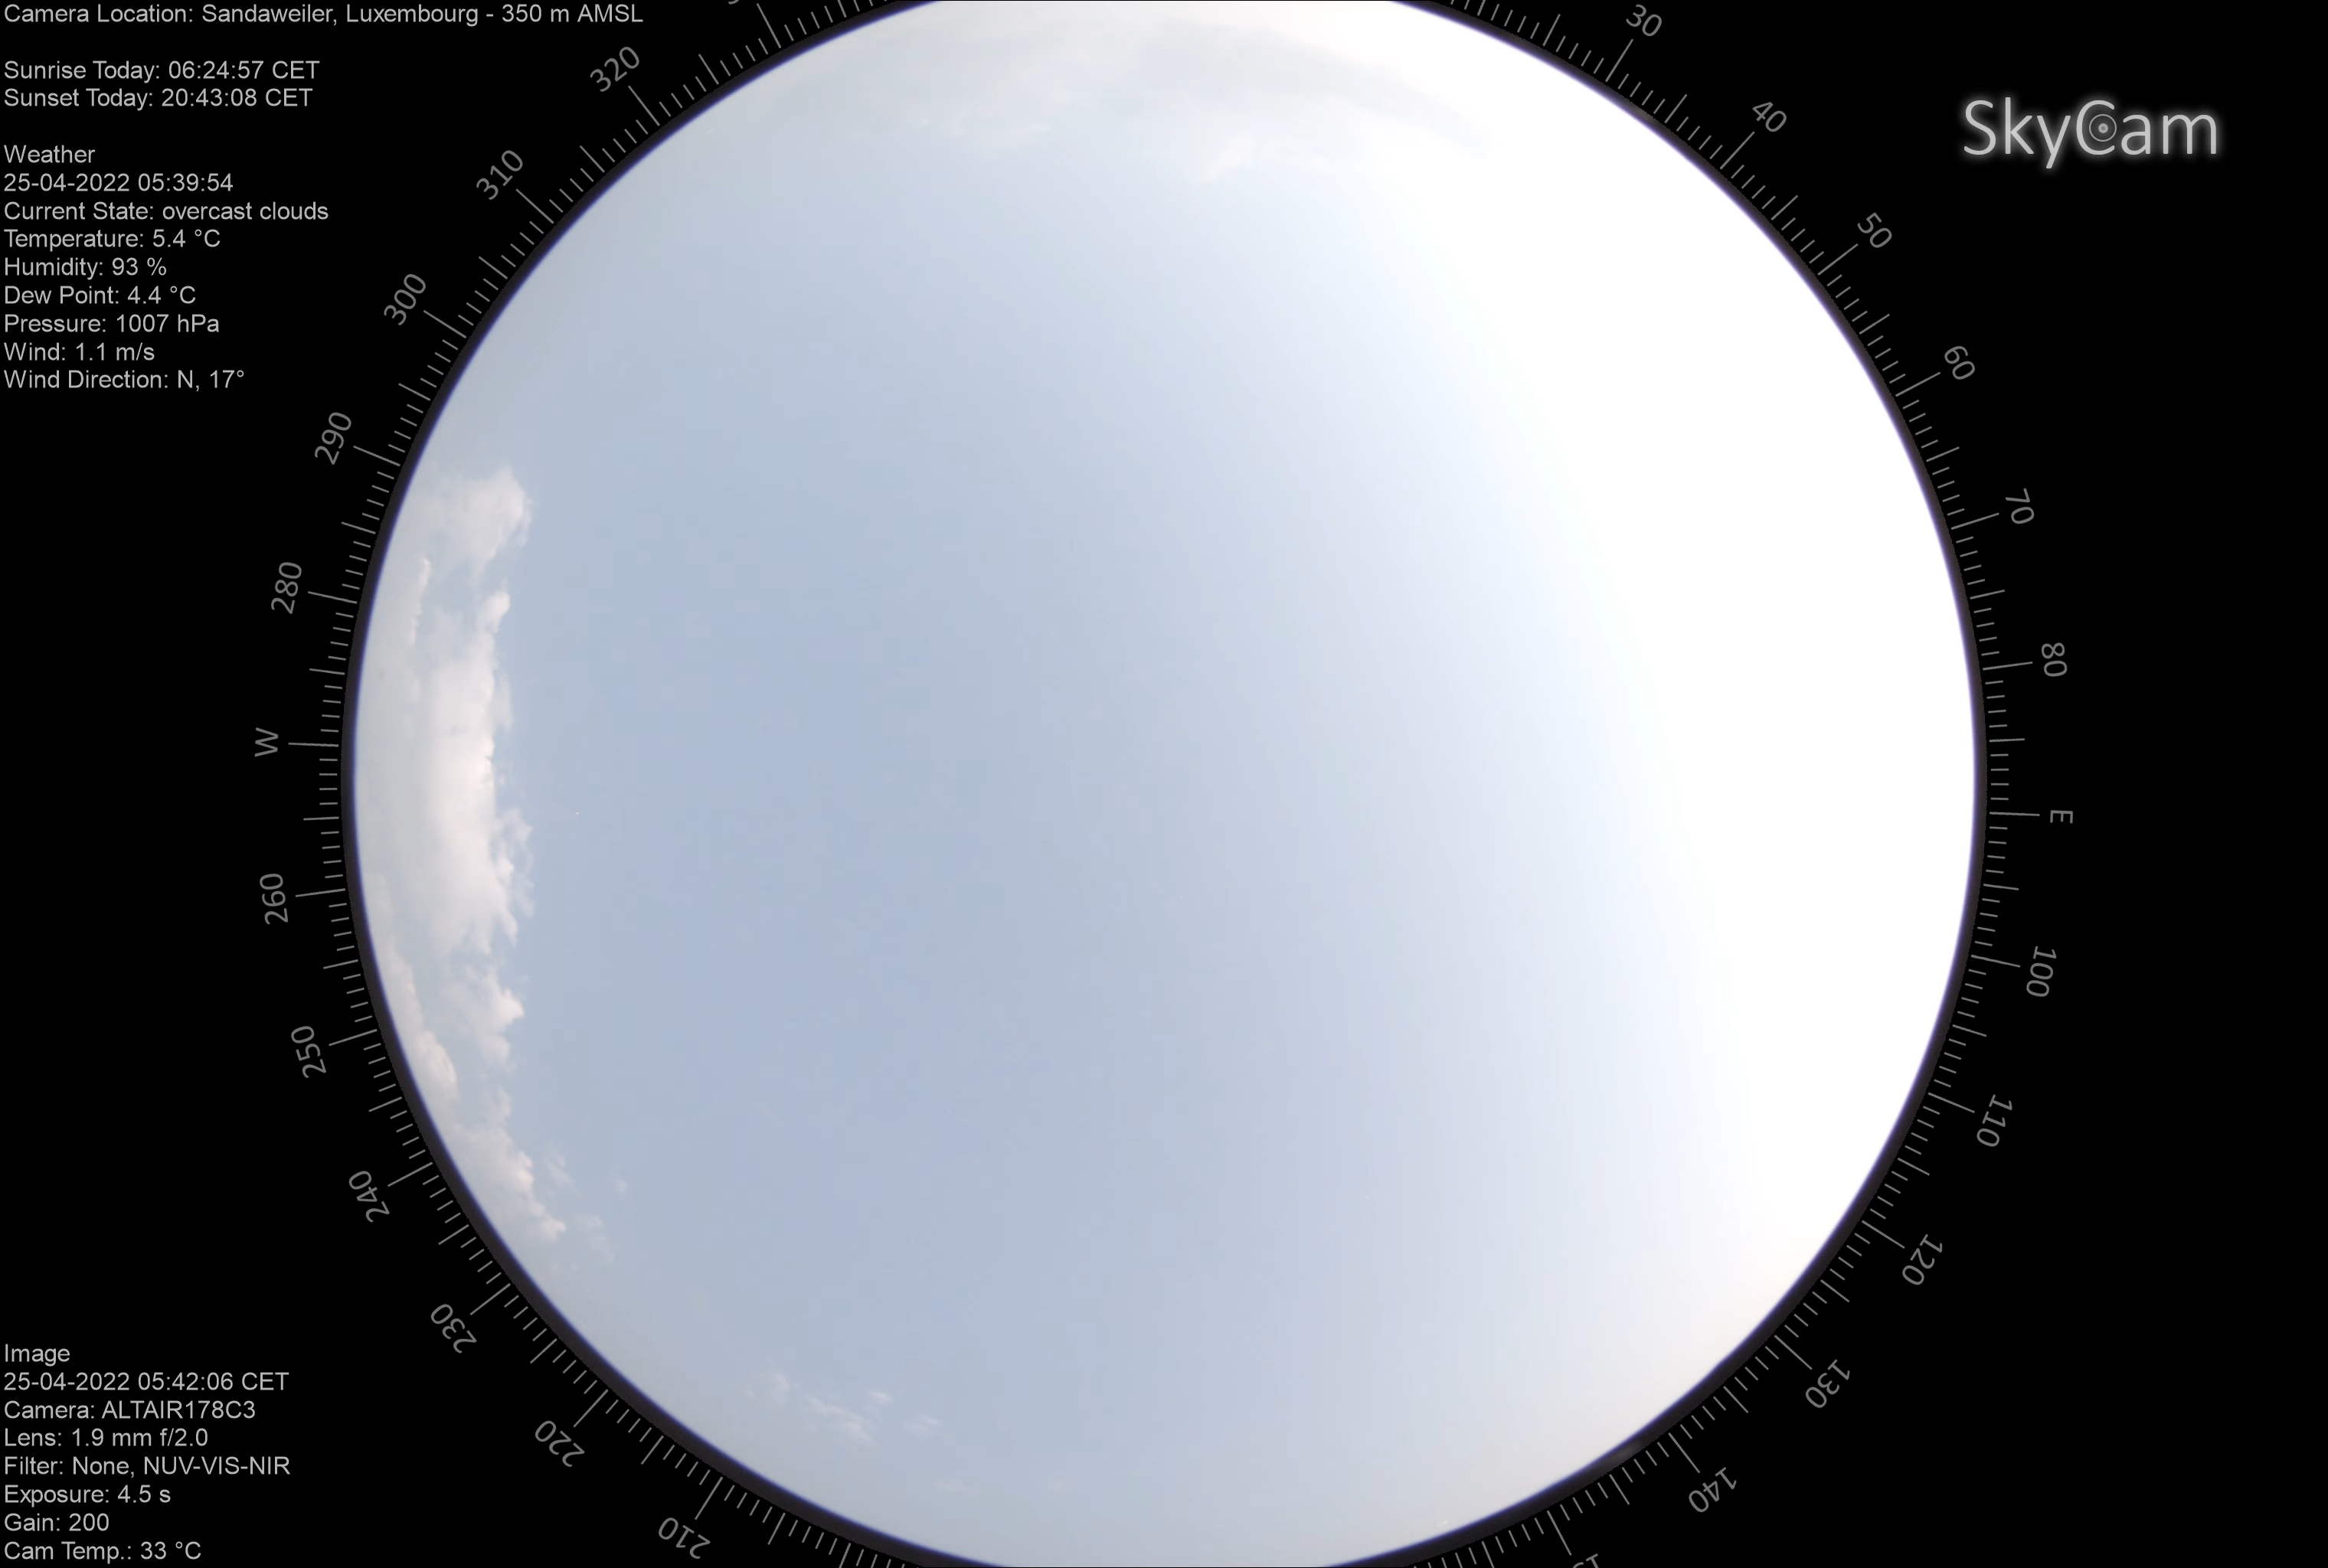 Camera Location: Sandaweiler, Luxembourg - 350 m AMSL
Sunrise Today: 06:24:57 CET
Sunset Today: 20:43:08 CET
Weather
25-04-2022 05:39:54
Current State: overcast clouds
Temperature: 5.4 °C
Humidity: 93 %
Dew Point: 4.4 °C
Pressure: 1007 hPa
Wind: 1.1 m/s
Wind Direction: N, 17°
SkyCam
30
40
50
60
70
80
E
100
110
120
130
140
210
220
230
240
250
260
W
280
290
300
310
320
Image
25-04-2022 05:42:06 CET
Camera: ALTAIR178C3
Lens: 1.9 mm f/2.0
Filter: None, NUV-VIS-NIR
Exposure: 4.5 s
Gain: 200
Cam Temp.: 33 °C